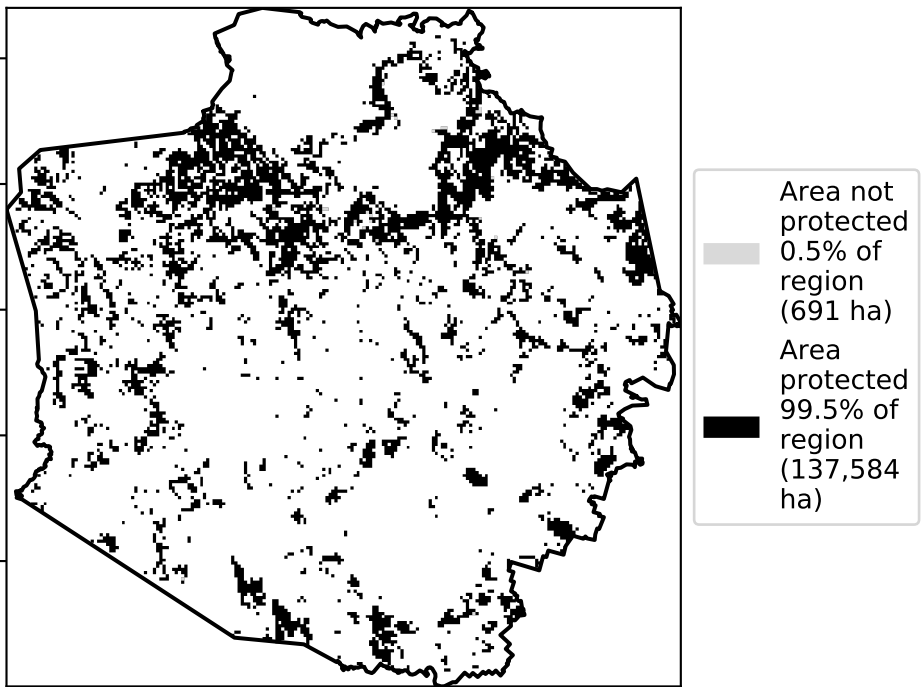 Area not
protected
0.5% of
region
(691 ha)
Area
protected
99.5% of
region
(137,584
ha)